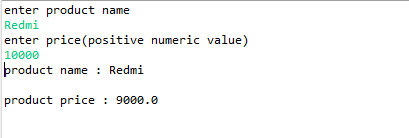 enter product name
Redmi
enter price(positive numeric value)
10000
product name : Redmi
product price : 9000.0